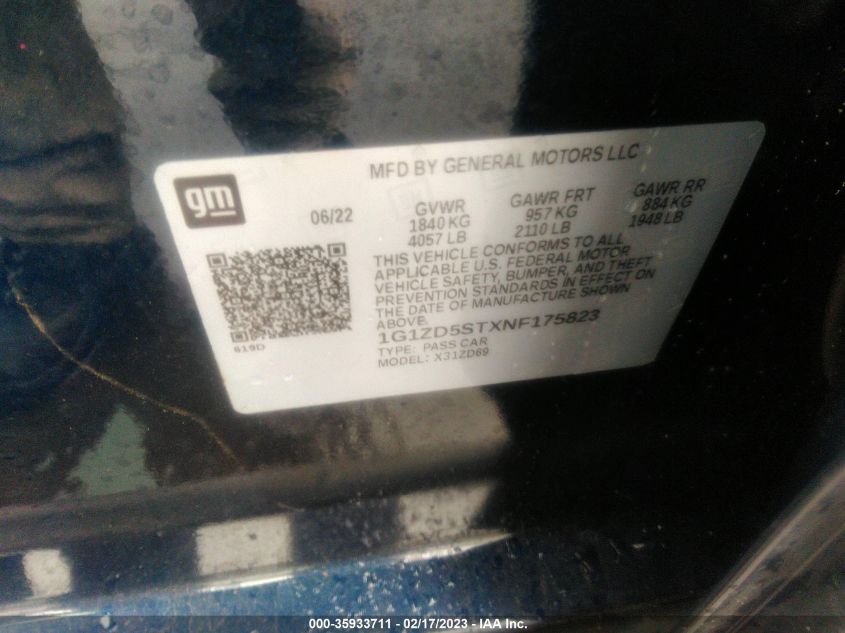 MFD BY GENERAL MOTORS LLC
gm
06/22
GVWR
1840 KG
4057 LB
GAWR FRT
957 KG
2110 LB
GAWR RR
884 KG
1948 LB
THIS VEHICLE CONFORMS TO ALL
APPLICABLE U.S. FEDERAL MOTOR
VEHICLE SAFETY, BUMPER, AND THEFT
PREVENTION STANDARDS IN EFFECT ON
THE DATE OF MANUFACTURE SHOWN
ABOVE.
1G1ZD5STXNF175823
TYPE: PASS CAR
MODEL: X31ZD69
619D
000-35933711 - 02/17/2023 - IAA Inc.